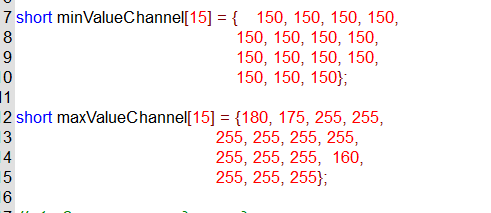 7 short minValueChannel[15] = {    150, 150, 150, 150,
8 150, 150, 150, 150,
9 150, 150, 150, 150,
0 150, 150, 150};
11
2 short maxValueChannel[15] = {180, 175, 255, 255,
3 255, 255, 255, 255,
4 255, 255, 255,  160,
5 255, 255, 255};
6